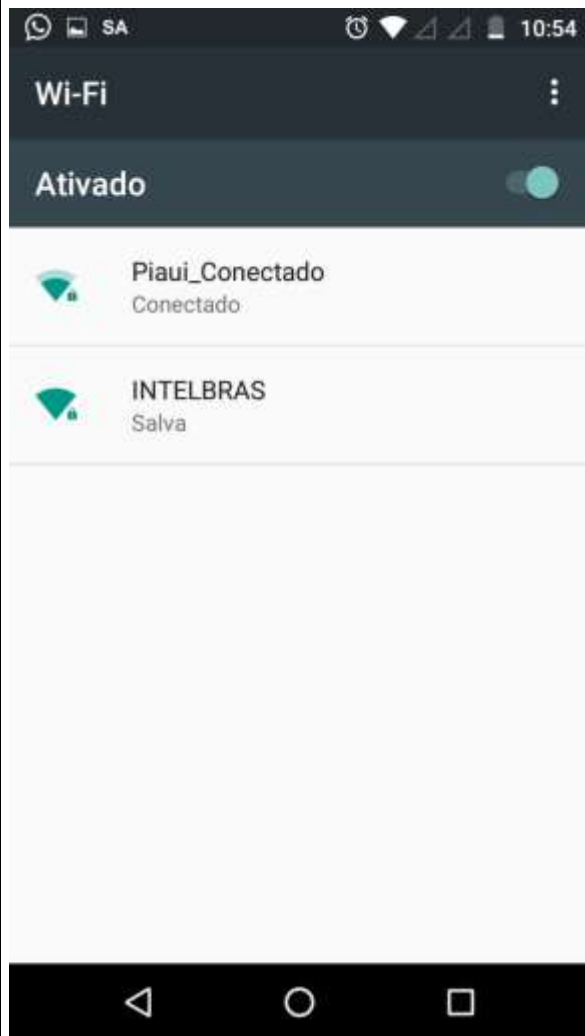 SA 10:54
Wi-Fi
Ativado
Piaui_Conectado
Conectado
INTELBRAS
Salva